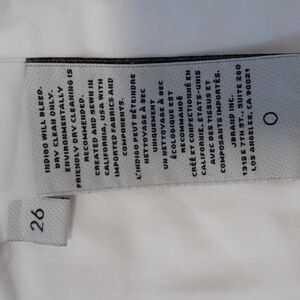 INDIGO WILL BLEED.
DRY CLEAN ONLY.
ENVIRONMENTALLY
FRIENDLY DRY CLEANING IS
RECOMMENDED.
CREATED AND SEWN IN
CALIFORNIA, USA WITH
IMPORTED FABRICS AND
COMPONENTS.
L'INDIGO PEUT DÉTEINDRE
NETTOYAGE À SEC
UNIQUEMENT
NETTOYAGE À SEC
ÉCOLOGIQUE EST
RECOMMANDÉ
CRÉÉ ET CONFECTIONNÉ EN
CALIFORNIE, ÉTATS-UNIS
AVEC DES TISSUS ET
COMPOSANTS IMPORTÉS.
JBRAND INC.
1318 E 7TH ST., SUITE 260
LOS ANGELES, CA 90021
26